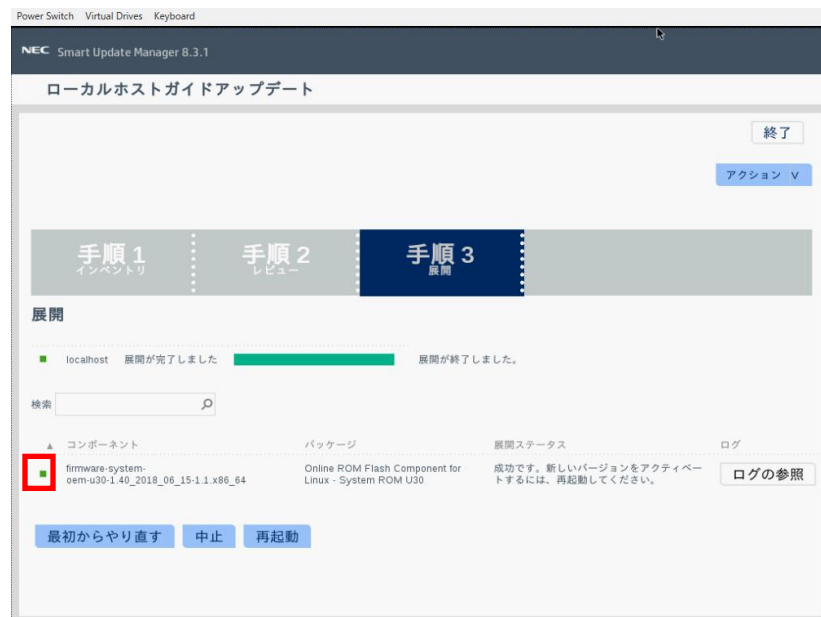 Power Switch Virtual Drives Keyboard
NEC Smart Update Manager 8.3.1
ローカルホストガイドアップデート
終了
アクション ∨
手順 1
インベントリ
手順 2
レビュー
手順 3
展開
展開
localhost 展開が完了しました 展開が終了しました。
検索
▲ コンポーネント パッケージ 展開ステータス ログ
firmware-system- Online ROM Flash Component for 成功です。新しいバージョンをアクティベー
oem-u30-1.40_2018_06_15-1.1.x86_64 Linux - System ROM U30 トするには、再起動してください。 ログの参照
最初からやり直す 中止 再起動